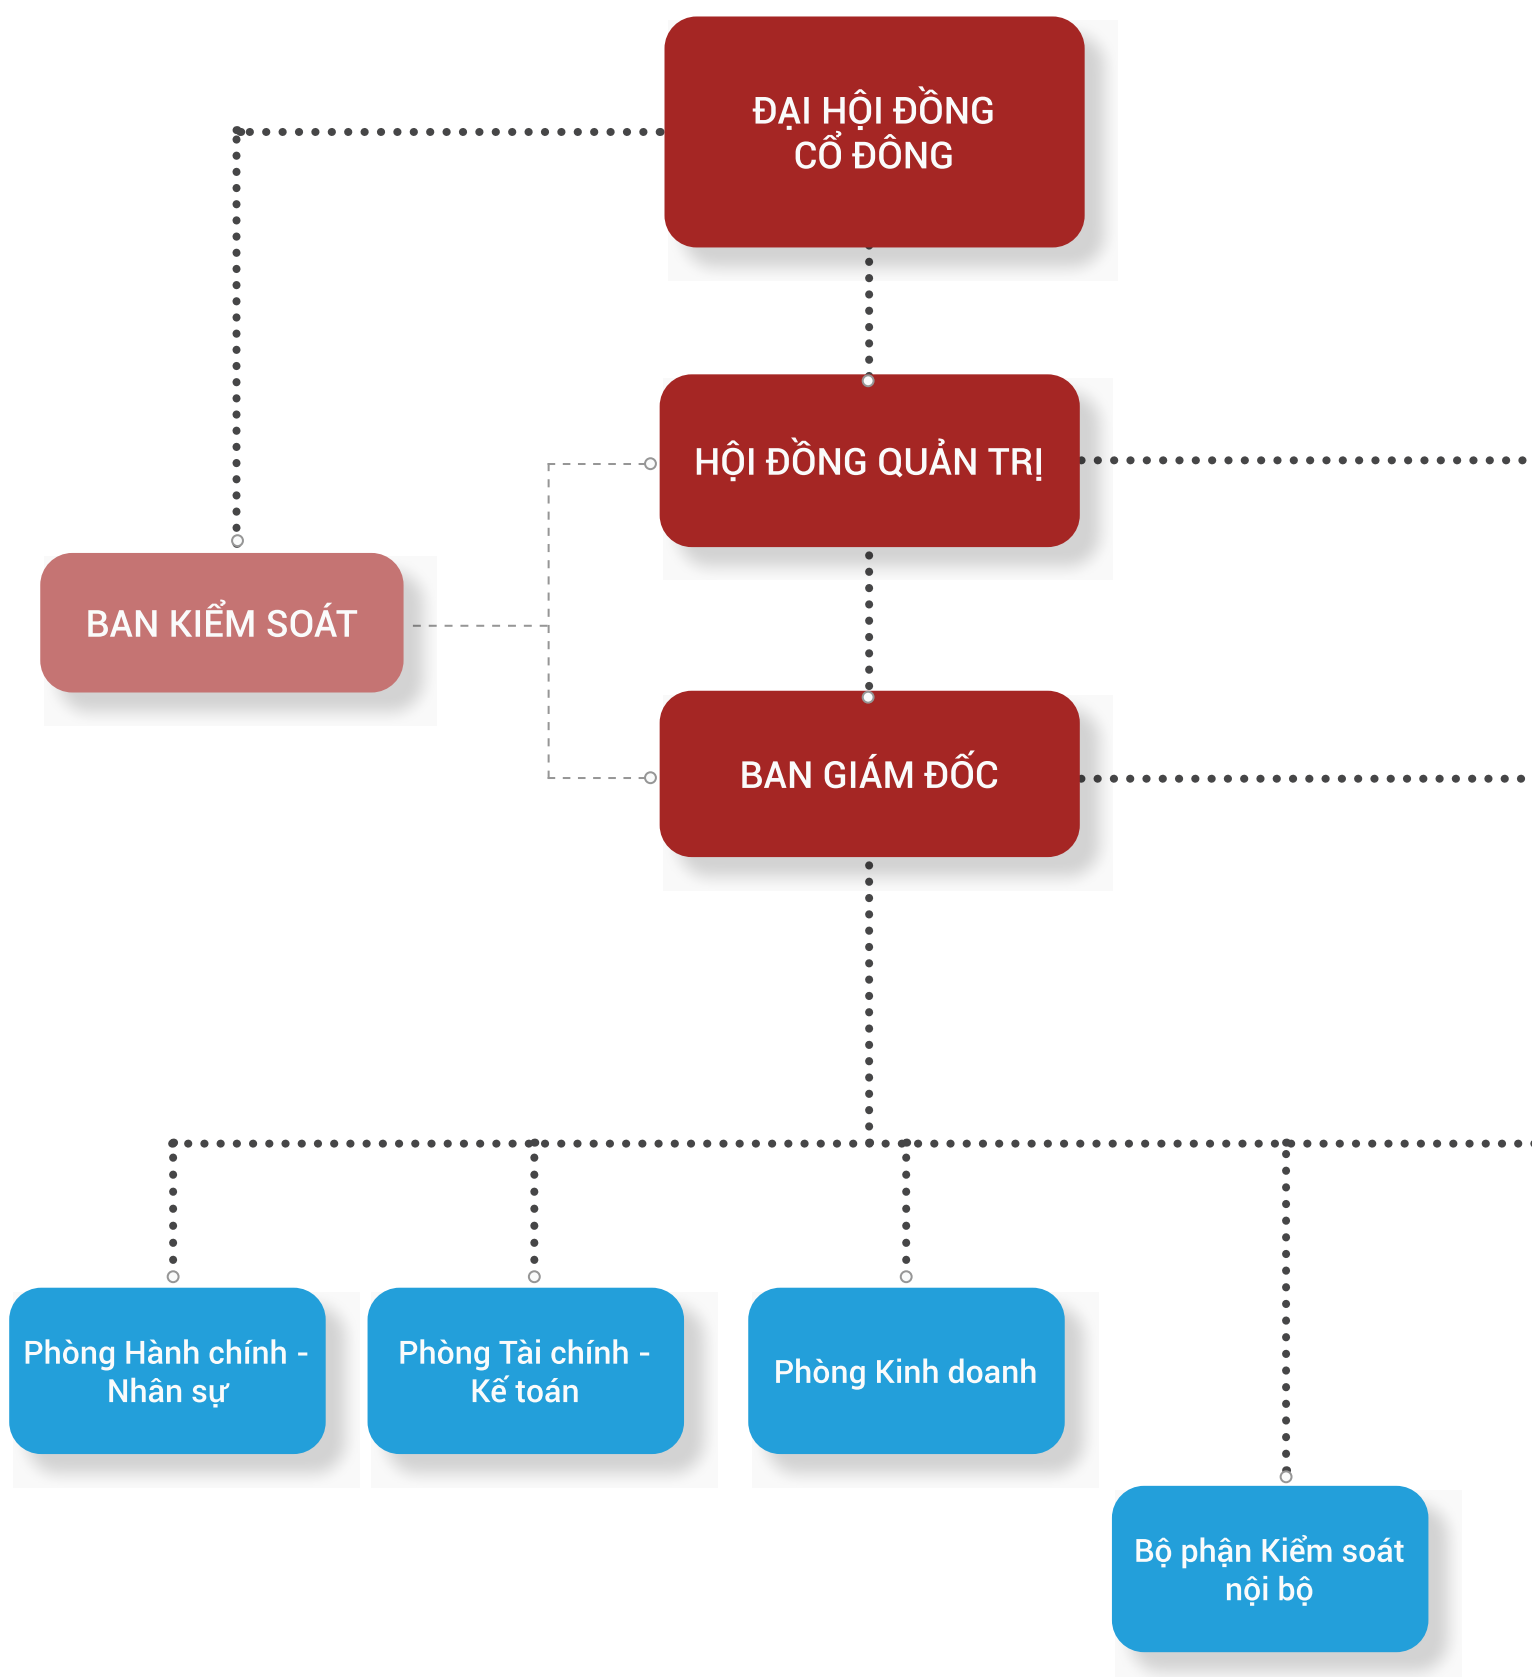 ĐẠI HỘI ĐỒNG
CỔ ĐÔNG
HỘI ĐỒNG QUẢN TRỊ
BAN KIỂM SOÁT
BAN GIÁM ĐỐC
Phòng Hành chính -
Nhân sự
Phòng Tài chính -
Kế toán
Phòng Kinh doanh
Bộ phận Kiểm soát
nội bộ